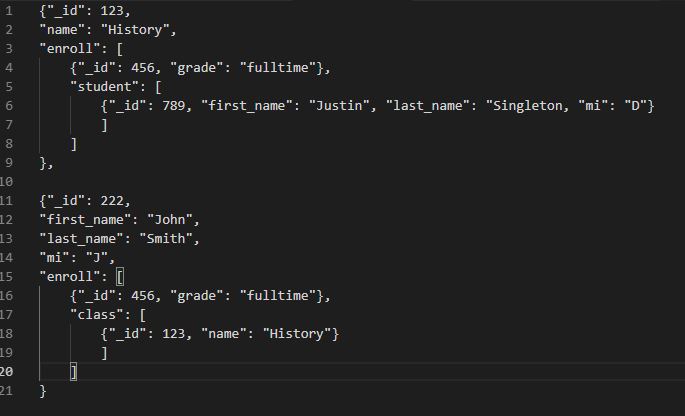 1 {"_id": 123,
2 "name": "History",
3 "enroll": [
4 {"_id": 456, "grade": "fulltime"},
5 "student": [
6 {"_id": 789, "first_name": "Justin", "last_name": "Singleton, "mi": "D"}
7 ]
8 ]
9 },
10
11 {"_id": 222,
12 "first_name": "John",
13 "last_name": "Smith",
14 "mi": "J",
15 "enroll": [
16 {"_id": 456, "grade": "fulltime"},
17 "class": [
18 {"_id": 123, "name": "History"}
19 ]
20 ]
21 }